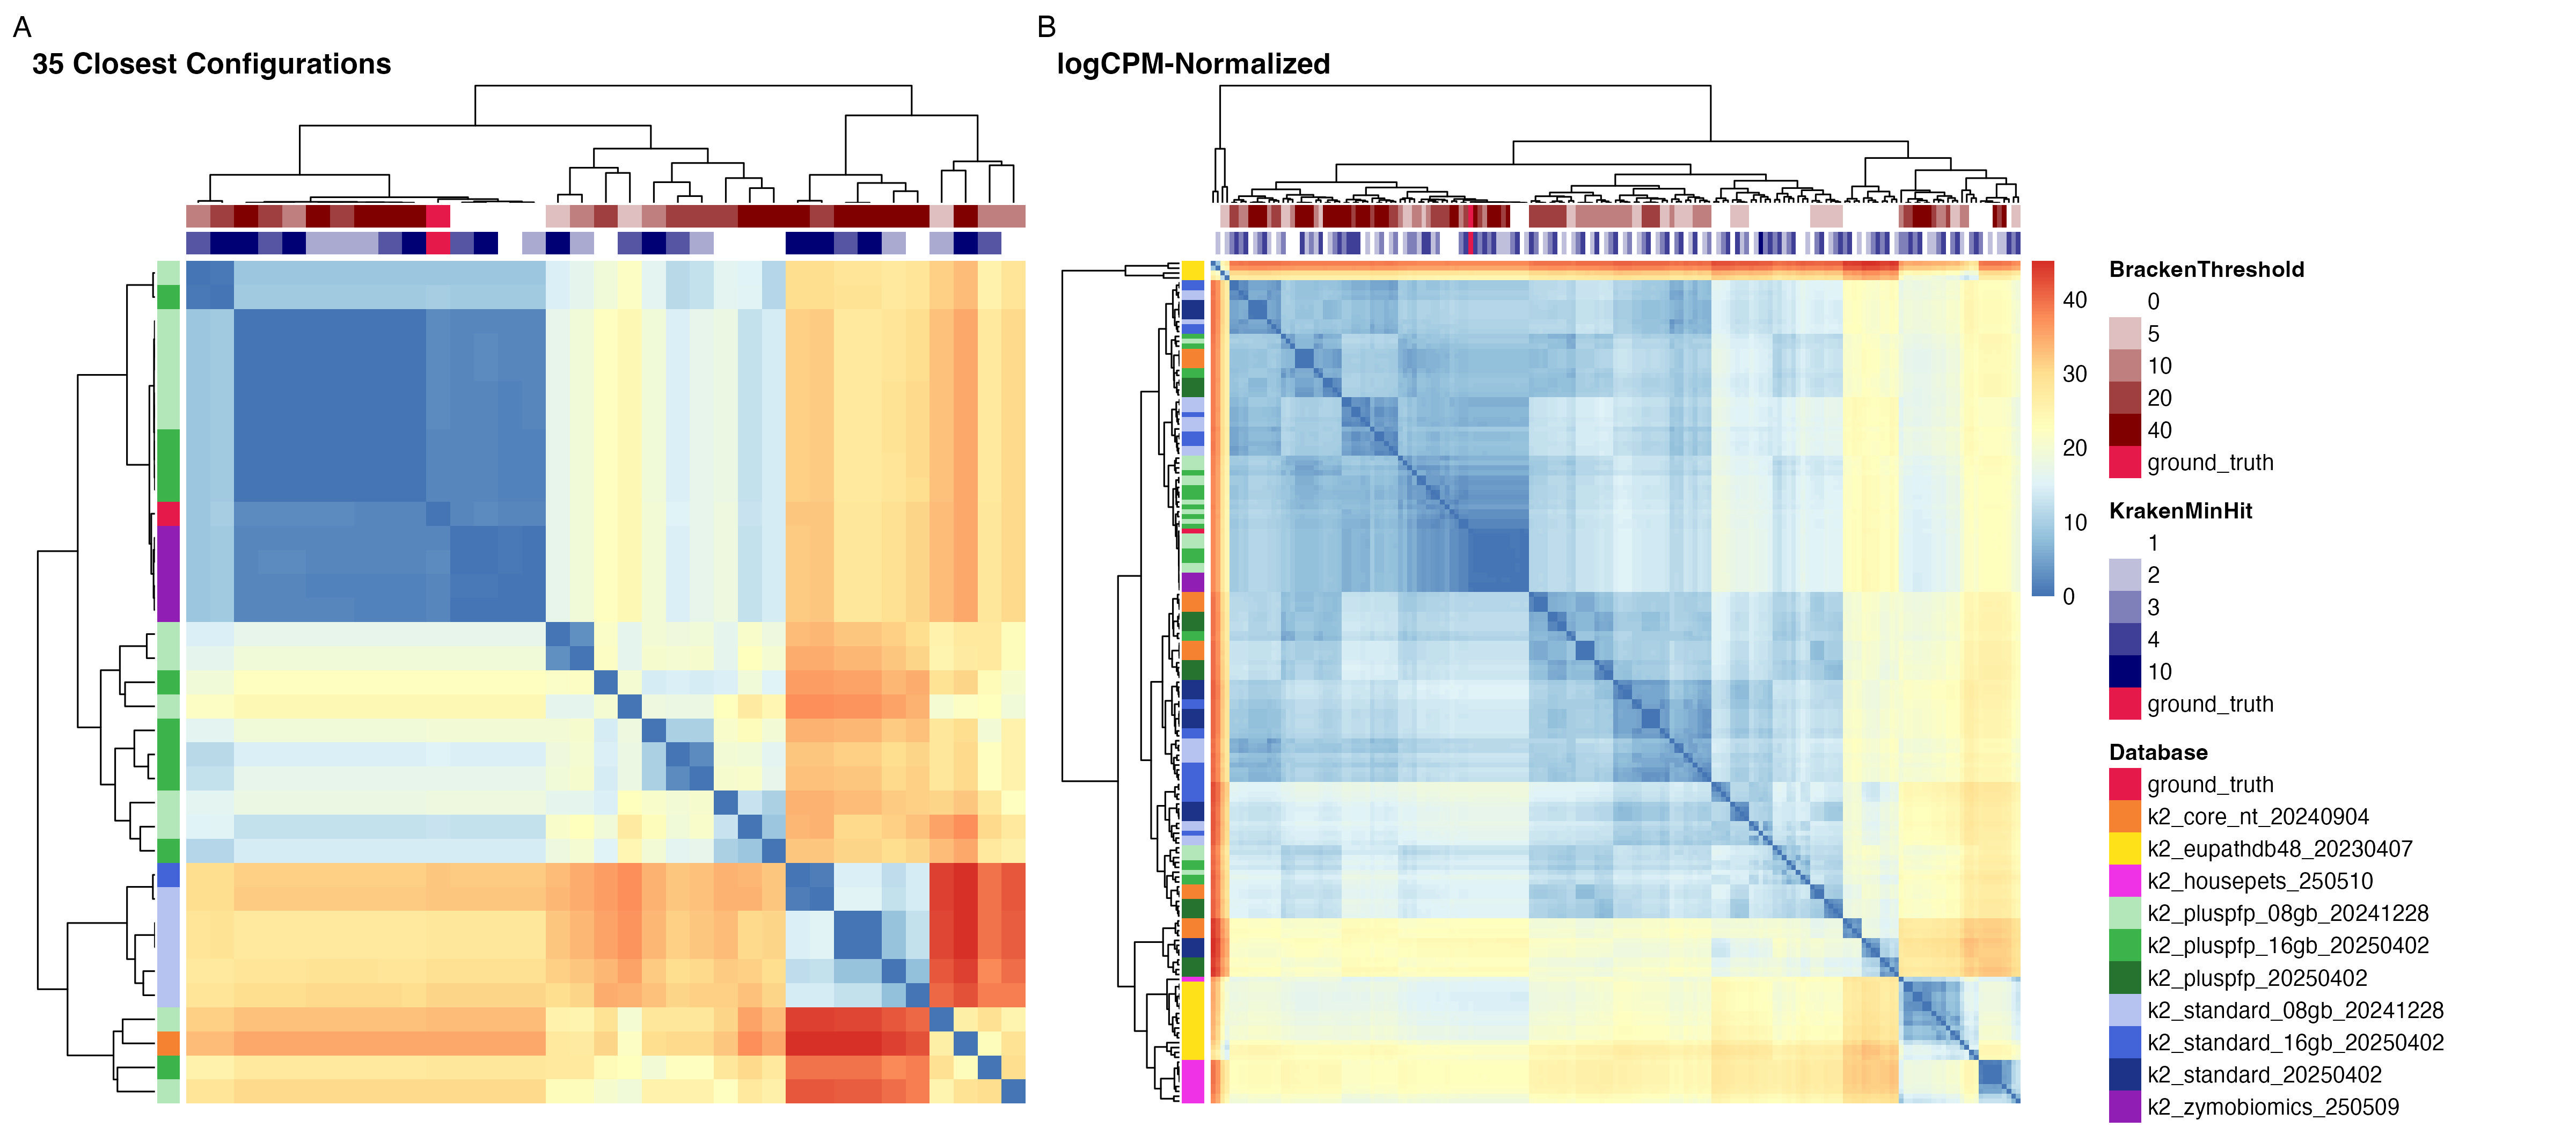 A
35 Closest Configurations
B
logCPM-Normalized
40
30
20
10
0
BrackenThreshold
0
5
10
20
40
ground_truth
KrakenMinHit
1
2
3
4
10
ground_truth
Database
ground_truth
k2_core_nt_20240904
k2_eupathdb48_20230407
k2_housepets_250510
k2_pluspfp_08gb_20241228
k2_pluspfp_16gb_20250402
k2_pluspfp_20250402
k2_standard_08gb_20241228
k2_standard_16gb_20250402
k2_standard_20250402
k2_zymobiomics_250509